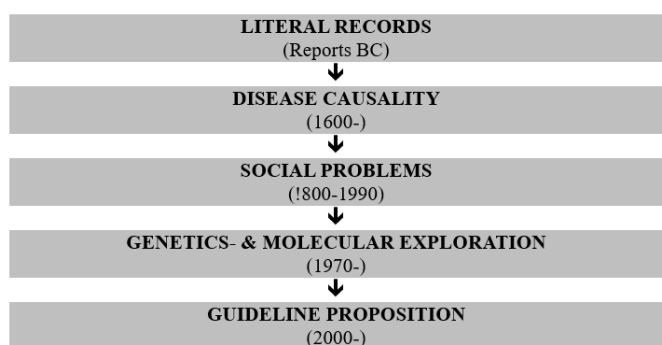 LITERAL RECORDS
(Reports BC)
DISEASE CAUSALITY
(1600-)
SOCIAL PROBLEMS
(!800-1990)
GENETICS- & MOLECULAR EXPLORATION
(1970-)
GUIDELINE PROPOSITION
(2000-)